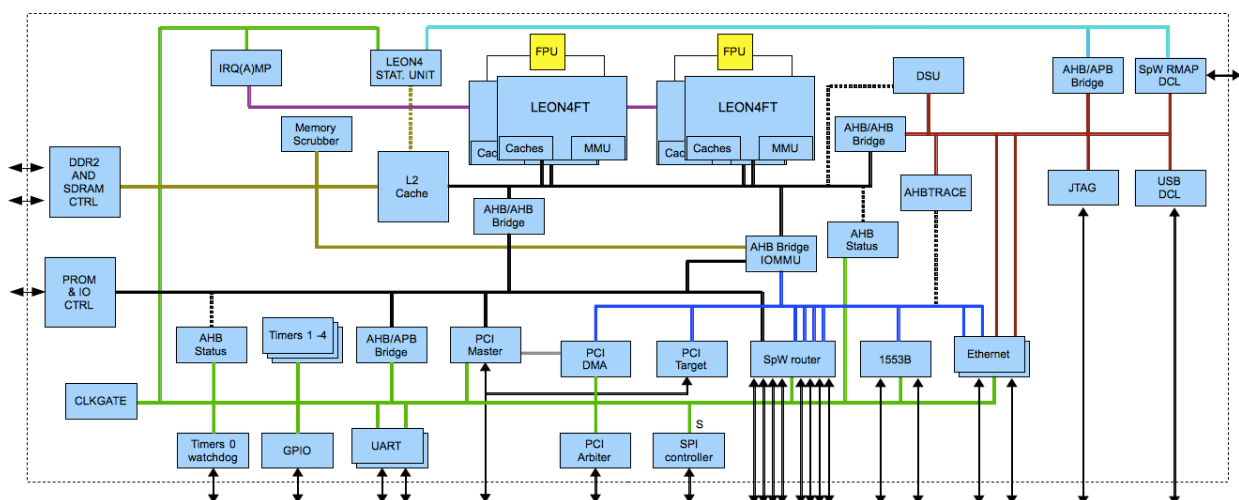 FPU
FPU
IRQ(A)MP
LEON4
STAT. UNIT
DSU
AHB/APB
Bridge
SpW RMAP
DCL
LEON4FT
LEON4FT
Memory
Scrubber
Caches
MMU
Cac
Caches
MMU
Cac
AHB/AHB
Bridge
DDR2
AND
SDRAM
CTRL
L2
Cache
AHBTRACE
JTAG
USB
DCL
AHB/AHB
Bridge
AHB
Status
AHB Bridge
IOMMU
PROM
& IO
CTRL
AHB
Status
Timers 1 -4
AHB/APB
Bridge
PCI
Master
PCI
DMA
PCI
Target
SpW router
1553B
Ethernet
CLKGATE
S
Timers 0
watchdog
GPIO
UART
PCI
Arbiter
SPI
controller